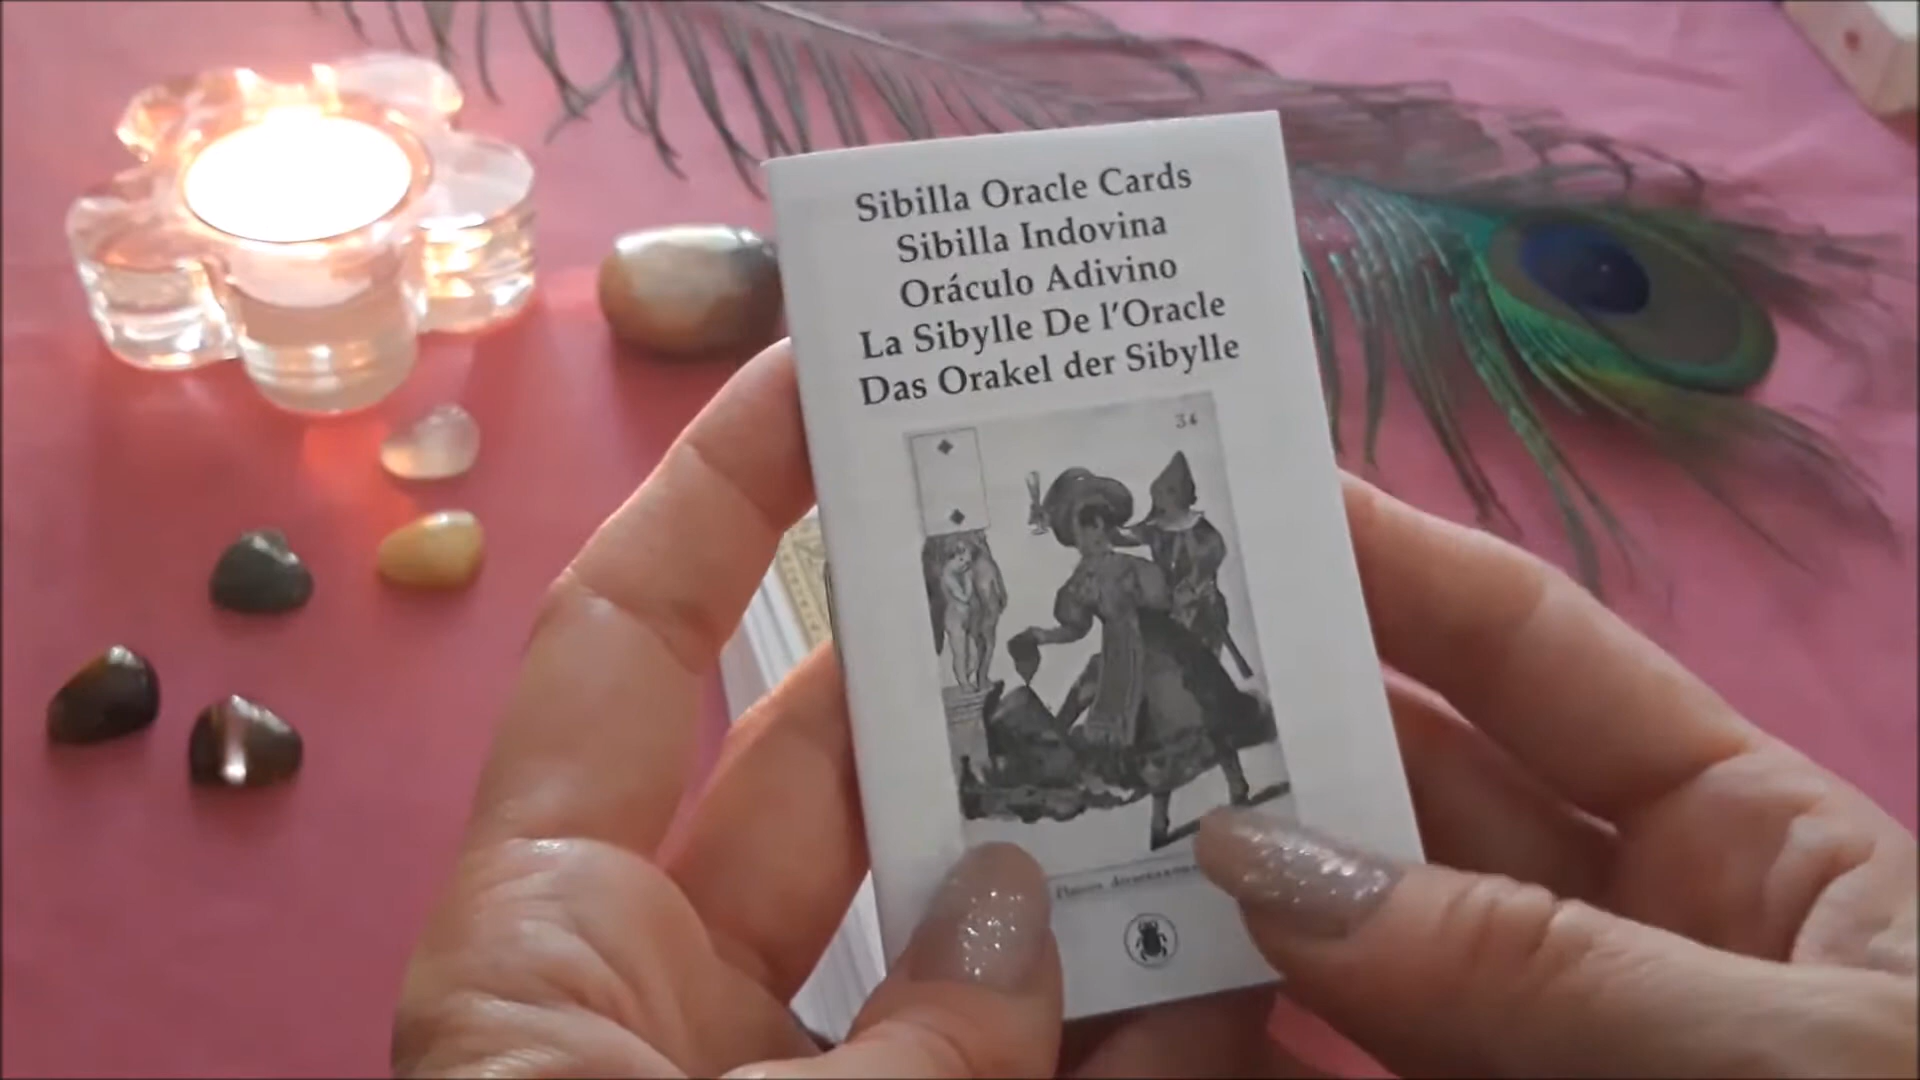 Sibilla Oracle Cards
Sibilla Indovina
Oráculo Adivino
La Sibylle De l'Oracle
Das Orakel der Sibylle
34